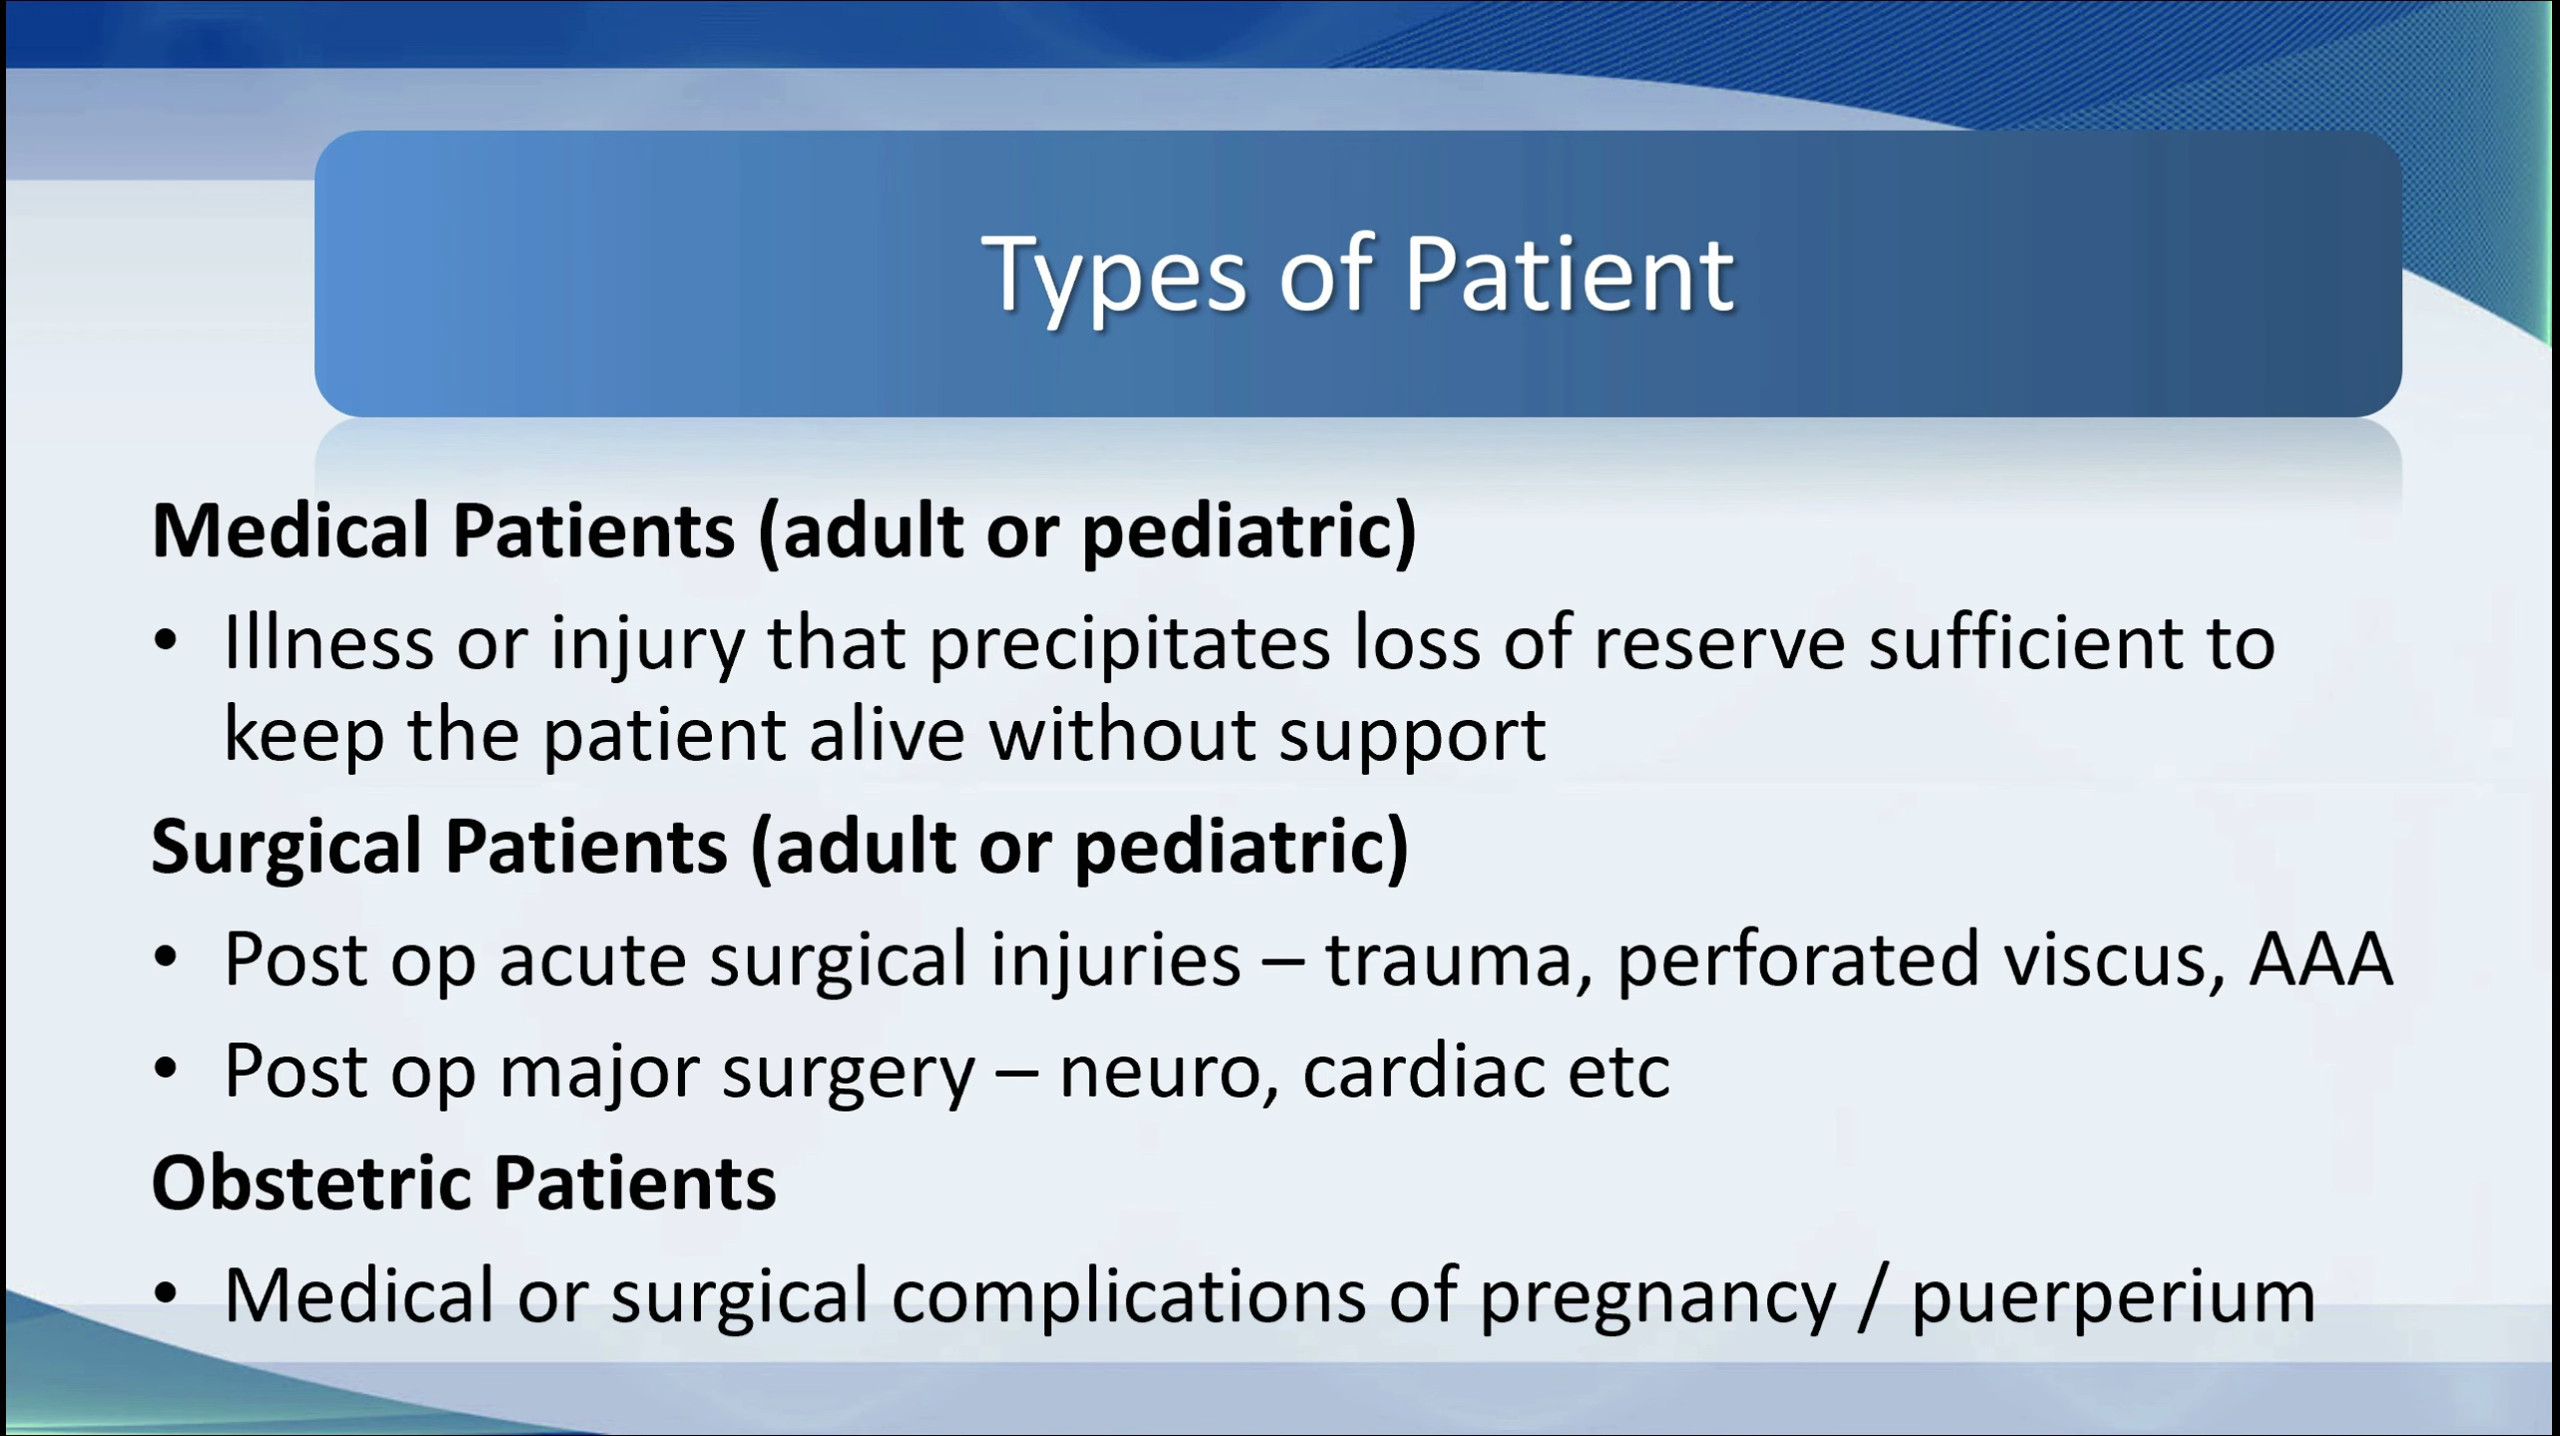 Types of Patient
Medical Patients (adult or pediatric)
• Illness or injury that precipitates loss of reserve sufficient to
keep the patient alive without support
Surgical Patients (adult or pediatric)
• Post op acute surgical injuries – trauma, perforated viscus, AAA
• Post op major surgery – neuro, cardiac etc
Obstetric Patients
• Medical or surgical complications of pregnancy / puerperium